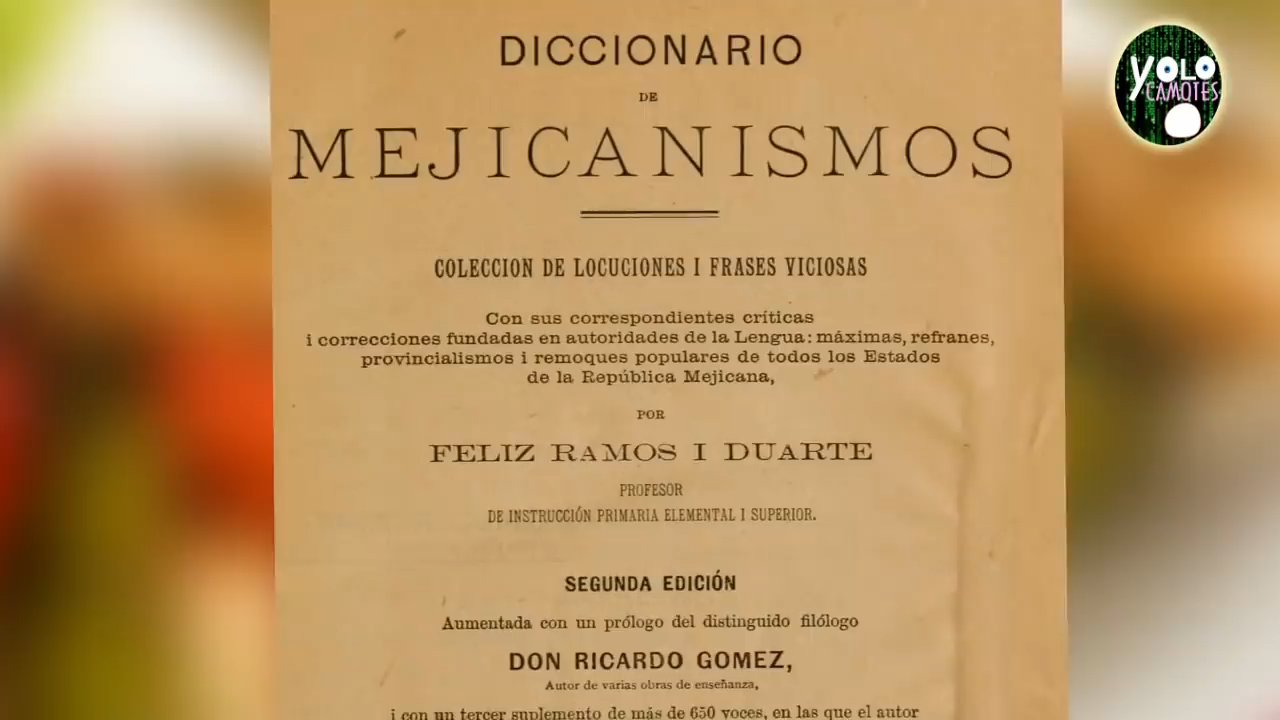 DICCIONARIO
DE
MEJICANISMOS
COLECCION DE LOCUCIONES I FRASES VICIOSAS
Con sus correspondientes críticas
i correcciones fundadas en autoridades de la Lengua: máximas, refranes,
provincialismos i remoques populares de todos los Estados
de la República Mejicana,
POR
FELIZ RAMOS I DUARTE
PROFESOR
DE INSTRUCCIÓN PRIMARIA ELEMENTAL I SUPERIOR.
SEGUNDA EDICIÓN
Aumentada con un prólogo del distinguido filólogo
DON RICARDO GOMEZ,
Autor de varias obras de enseñanza,
i con un tercer suplemento de más de 650 voces, en las que el autor
yOLO
CAMOTES